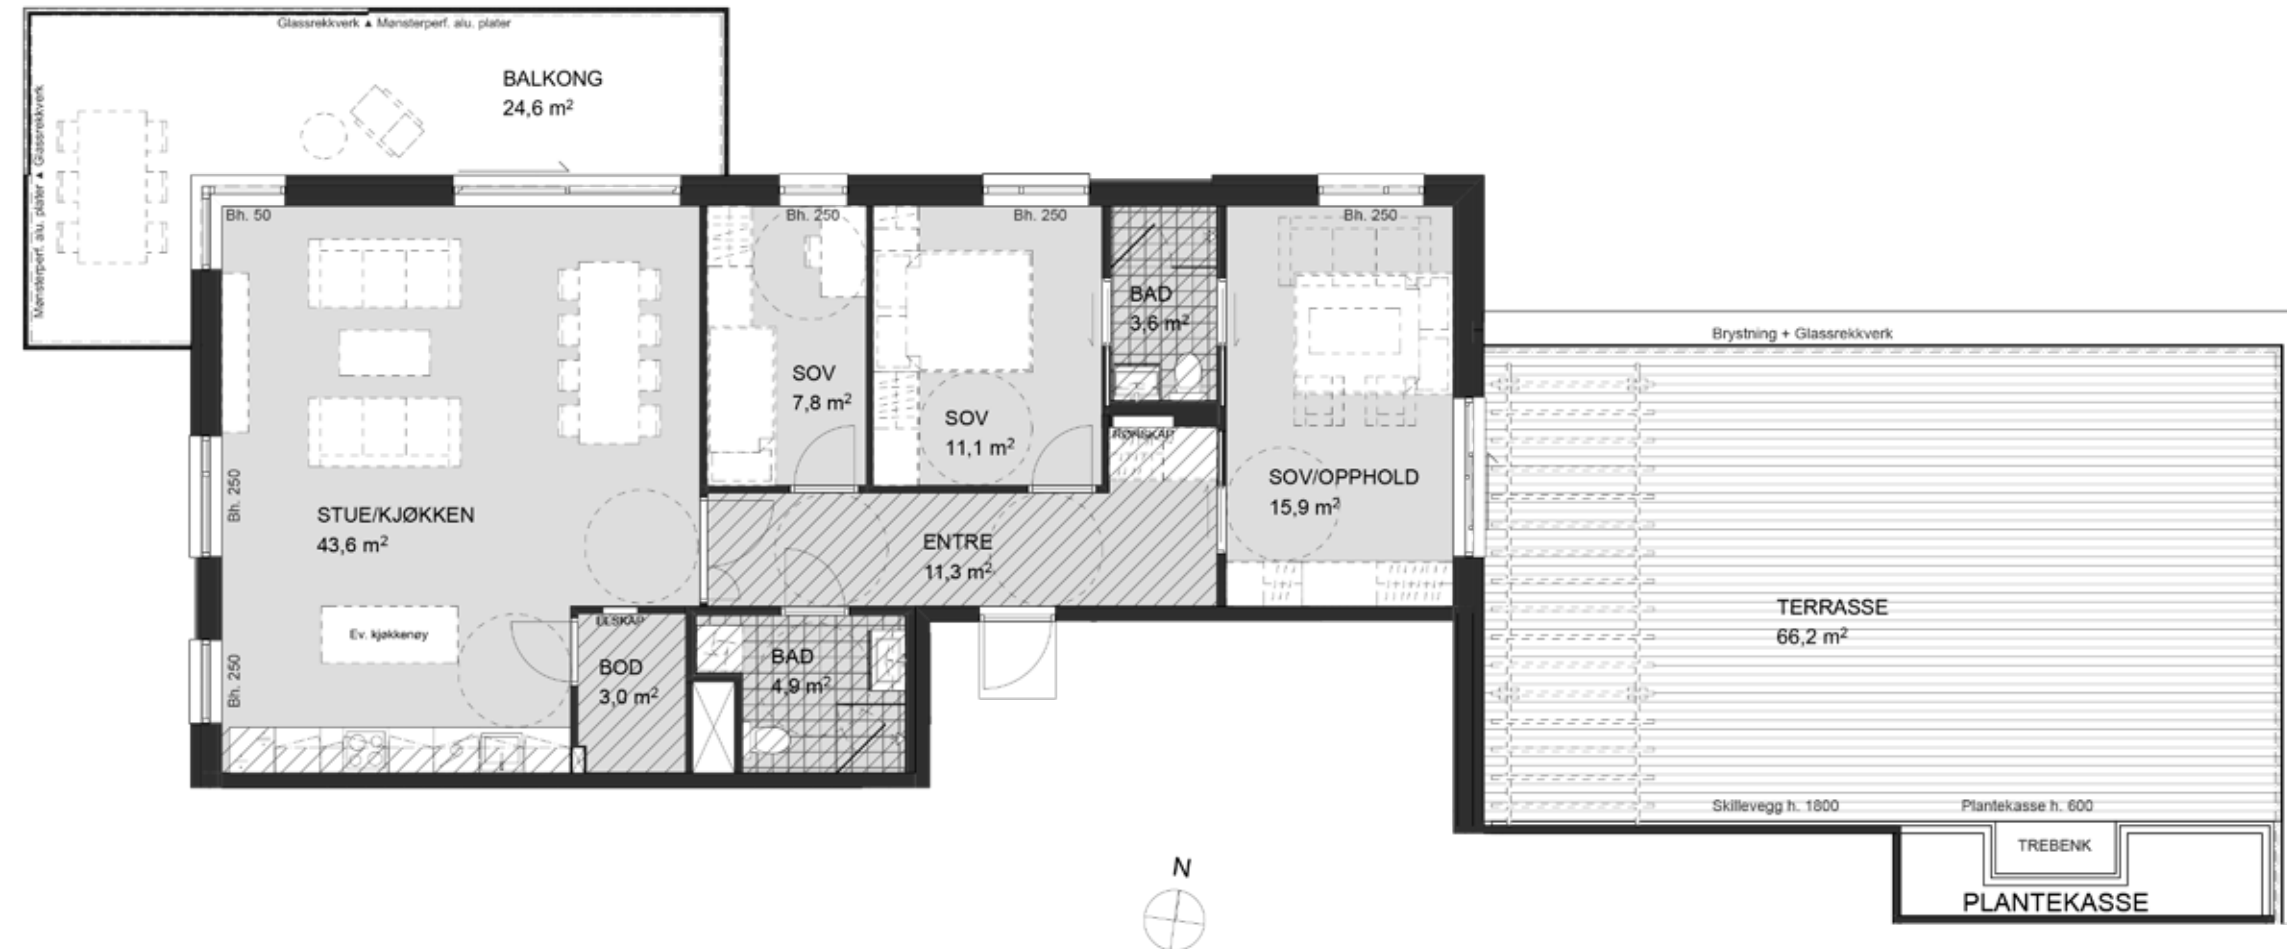 Glassrekkverk ▲ Mønsterperf. alu. plater
BALKONG
24,6 m²
Mønsterperf. alu. plater ▲ Glassrekkverk
Bh. 50
Bh. 250
Bh. 250
Bh. 250
BAD
3,6 m²
Brystning + Glassrekkverk
SOV
7,8 m²
SOV
11,1 m²
RØRSKAP
SOV/OPPHOLD
15,9 m²
Bh. 250
STUE/KJØKKEN
43,6 m²
ENTRE
11,3 m²
TERRASSE
66,2 m²
ELSKAP
Ev. kjøkkenøy
BOD
3,0 m²
BAD
4,9 m²
Bh. 250
Skillevegg h. 1800
Plantekasse h. 600
TREBENK
PLANTEKASSE
N